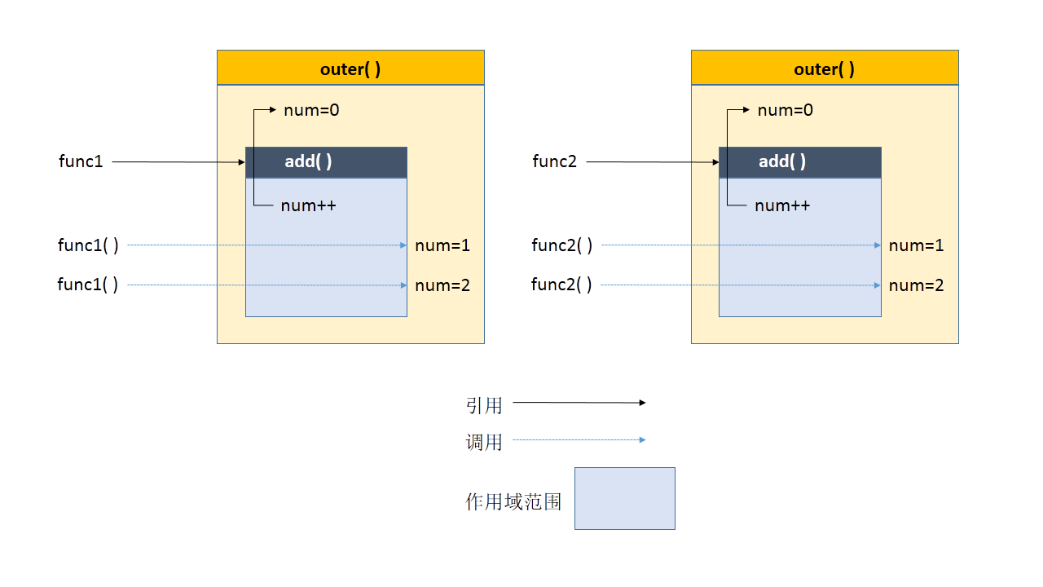 outer( )
num=0
func1
add( )
num++
func1( )
num=1
func1( )
num=2
outer( )
num=0
func2
add( )
num++
func2( )
num=1
func2( )
num=2
引用
调用
作用域范围